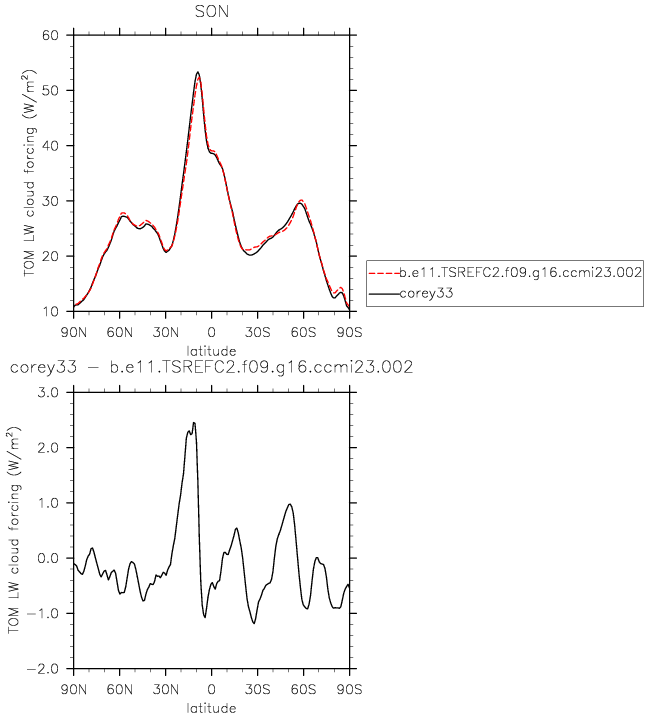 SON
TOM LW cloud forcing (W/m²)
60
50
40
30
20
10
90N 60N 30N 0 30S 60S 90S
latitude
b.e11.TSREFC2.f09.g16.ccmi23.002
corey33
corey33 − b.e11.TSREFC2.f09.g16.ccmi23.002
TOM LW cloud forcing (W/m²)
3.0
2.0
1.0
0.0
−1.0
−2.0
90N 60N 30N 0 30S 60S 90S
latitude